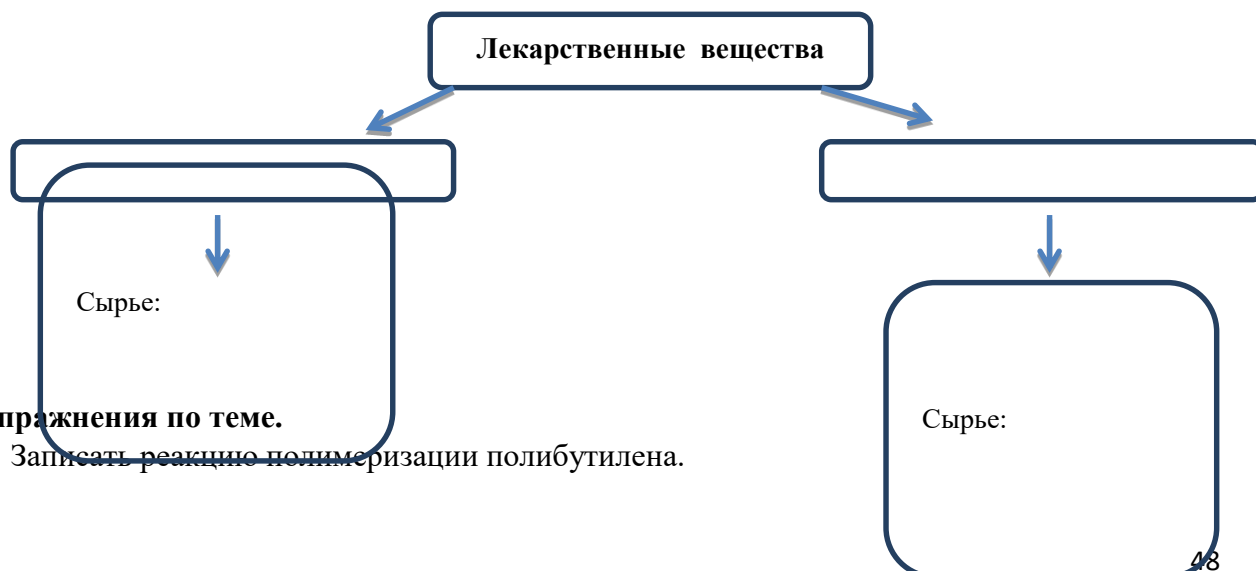 Лекарственные вещества
Сырье:
Сырье:
пражнения по теме.
Записать реакцию полимеризации полибутилена.
48